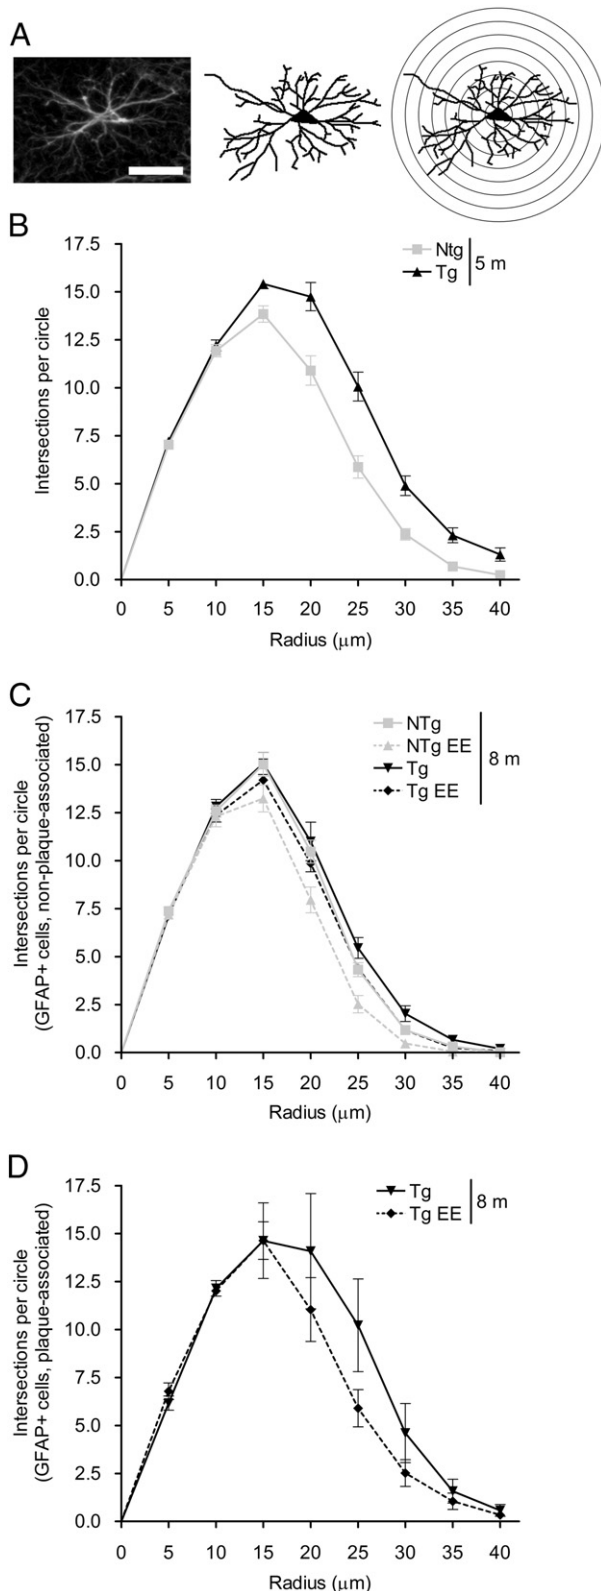 A
B
17.5
15.0
12.5
10.0
7.5
5.0
2.5
0.0
Intersections per circle
Ntg
Tg
5 m
0 5 10 15 20 25 30 35 40
Radius (μm)
C
17.5
15.0
12.5
10.0
7.5
5.0
2.5
0.0
Intersections per circle
(GFAP+ cells, non-plaque-associated)
NTg
NTg EE
Tg
Tg EE
8 m
0 5 10 15 20 25 30 35 40
Radius (μm)
D
17.5
15.0
12.5
10.0
7.5
5.0
2.5
0.0
Intersections per circle
(GFAP+ cells, plaque-associated)
Tg
Tg EE
8 m
0 5 10 15 20 25 30 35 40
Radius (μm)